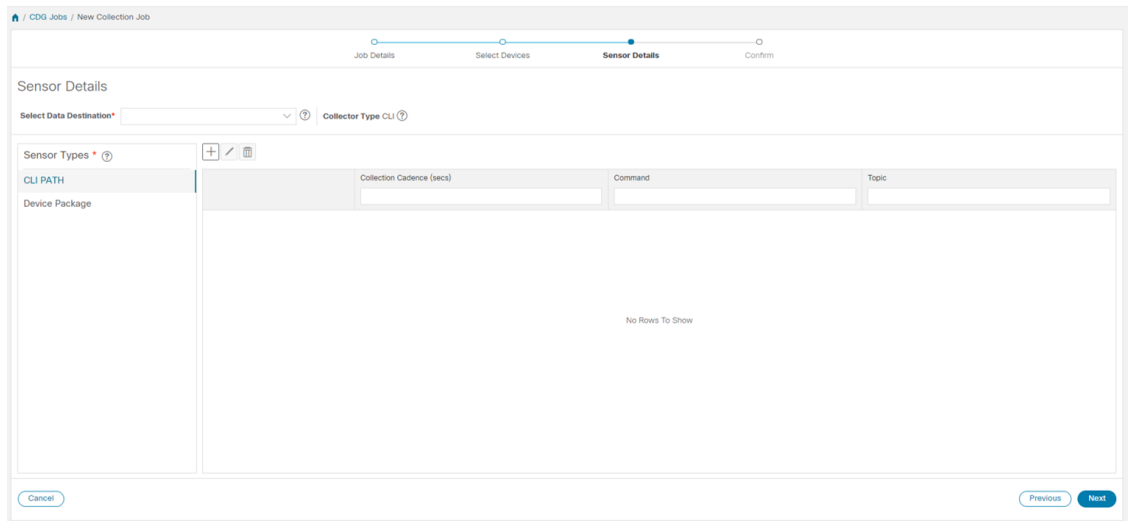 / CDG Jobs / New Collection Job
Job Details Select Devices Sensor Details Confirm
Sensor Details
Select Data Destination* ? Collector Type CLI ?
Sensor Types * ?
CLI PATH
Device Package
Collection Cadence (secs) Command Topic
No Rows To Show
Cancel Previous Next